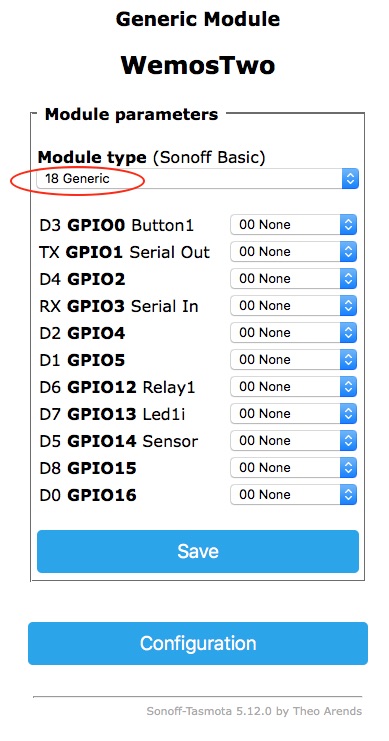 Generic Module
WemosTwo
Module parameters
Module type (Sonoff Basic)
18 Generic
D3 GPIO0 Button1 00 None
TX GPIO1 Serial Out 00 None
D4 GPIO2 00 None
RX GPIO3 Serial In 00 None
D2 GPIO4 00 None
D1 GPIO5 00 None
D6 GPIO12 Relay1 00 None
D7 GPIO13 Led1i 00 None
D5 GPIO14 Sensor 00 None
D8 GPIO15 00 None
D0 GPIO16 00 None
Save
Configuration
Sonoff-Tasmota 5.12.0 by Theo Arends